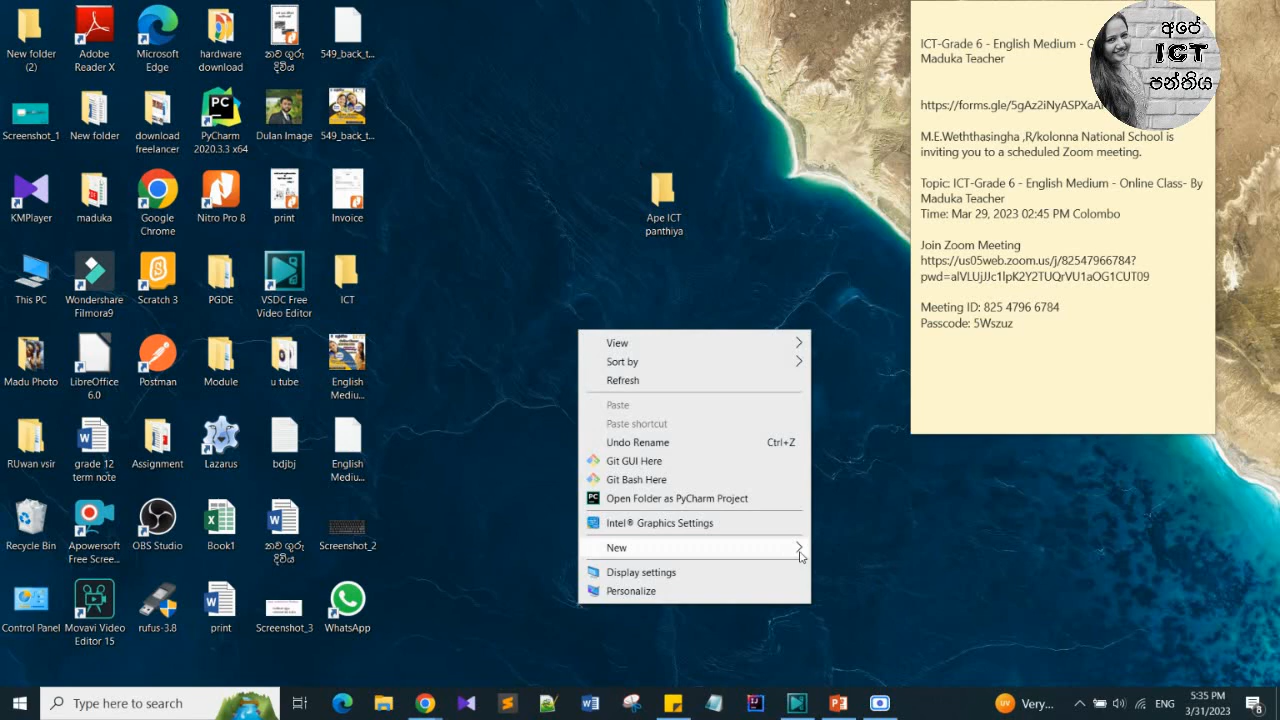 New folder
(2)
Adobe
Reader X
Microsoft
Edge
hardware
download
නව ගුරු
දිවිය
549_back_t...
Screenshot_1
New folder
download
freelancer
PyCharm
2020.3.3 x64
Dulan Image
549_back_t...
KMPlayer
maduka
Google
Chrome
Nitro Pro 8
print
Invoice
This PC
Wondershare
Filmora9
Scratch 3
PGDE
VSDC Free
Video Editor
ICT
Madu Photo
LibreOffice
6.0
Postman
Module
u tube
English
Mediu...
RUwan vsir
grade 12
term note
Assignment
Lazarus
bdjbj
English
Mediu...
Recycle Bin
Apowersoft
Free Scree...
OBS Studio
Book1
නව ගුරු
දිවිය
Screenshot_2
Control Panel
Movavi Video
Editor 15
rufus-3.8
print
Screenshot_3
WhatsApp
Ape ICT
panthiya
View
Sort by
Refresh
Paste
Paste shortcut
Undo Rename Ctrl+Z
Git GUI Here
Git Bash Here
PC Open Folder as PyCharm Project
Intel® Graphics Settings
New
Display settings
Personalize
ICT-Grade 6 - English Medium -
Maduka Teacher
M.E.Weththasingha ,R/kolonna National School is
inviting you to a scheduled Zoom meeting.
Topic: ICT-Grade 6 - English Medium - Online Class- By
Maduka Teacher
Time: Mar 29, 2023 02:45 PM Colombo
Join Zoom Meeting
https://us05web.zoom.us/j/82547966784?
pwd=alVLUjJJc1lpK2Y2TUQrVU1aOG1CUT09
Meeting ID: 825 4796 6784
Passcode: 5Wszuz
අපේ
ICT
පන්තිය
Type here to search
UV
Very...
ENG
5:35 PM
3/31/2023
8